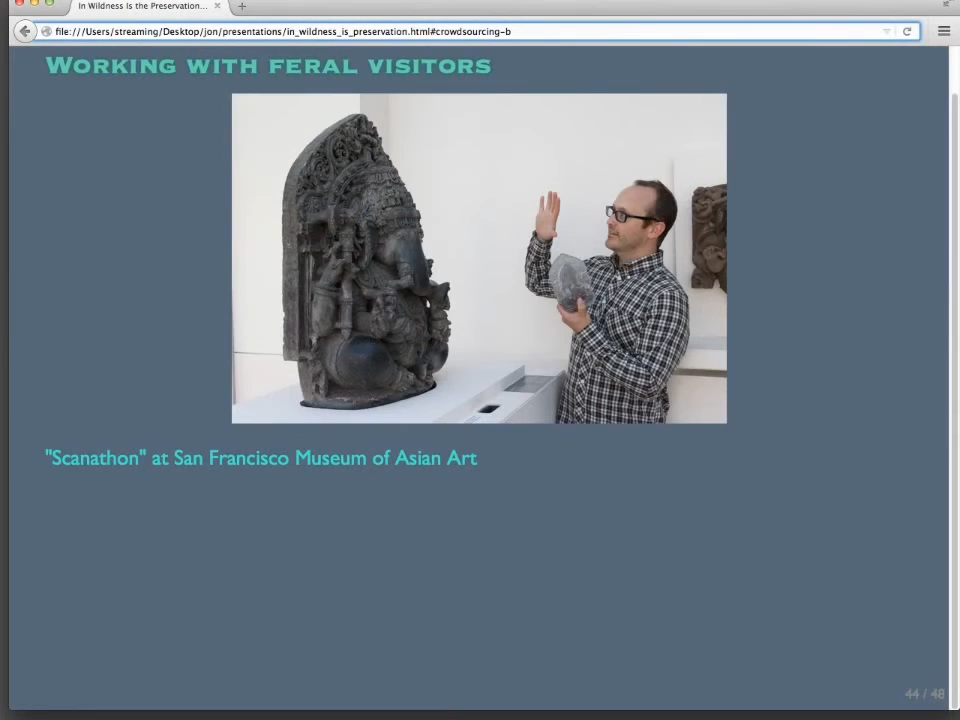 In Wildness Is the Preservation...
file:///Users/streaming/Desktop/jon/presentations/in_wildness_is_preservation.html#crowdsourcing-b
Working with feral visitors
"Scanathon" at San Francisco Museum of Asian Art
44 / 48